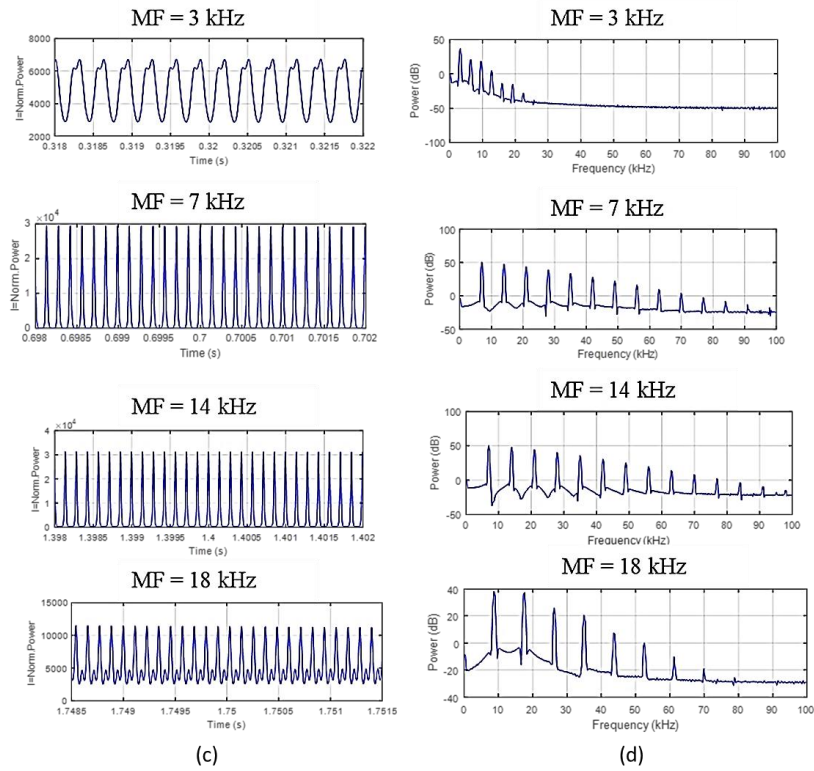 MF = 3 kHz
I=Norm.Power
8000
6000
4000
2000
0.318 0.3185 0.319 0.3195 0.32 0.3205 0.321 0.3215 0.322
Time (s)
MF = 3 kHz
Power (dB)
50
0
-50
-100
0 10 20 30 40 50 60 70 80 90 100
Frequency (kHz)
MF = 7 kHz
×10⁴
I=Norm.Power
3
2
1
0
0.698 0.6985 0.699 0.6995 0.7 0.7005 0.701 0.7015 0.702
Time (s)
MF = 7 kHz
Power (dB)
100
50
0
-50
0 10 20 30 40 50 60 70 80 90 100
Frequency (kHz)
MF = 14 kHz
×10⁴
I=Norm.Power
4
3
2
1
0
1.398 1.3985 1.399 1.3995 1.4 1.4005 1.401 1.4015 1.402
Time (s)
MF = 14 kHz
Power (dB)
100
50
0
-50
0 10 20 30 40 50 60 70 80 90 100
Frequency (kHz)
MF = 18 kHz
I=Norm.Power
15000
10000
5000
0
1.7485 1.749 1.7495 1.75 1.7505 1.751 1.7515
Time (s)
(c)
MF = 18 kHz
Power (dB)
40
20
0
-20
-40
0 10 20 30 40 50 60 70 80 90 100
Frequency (kHz)
(d)